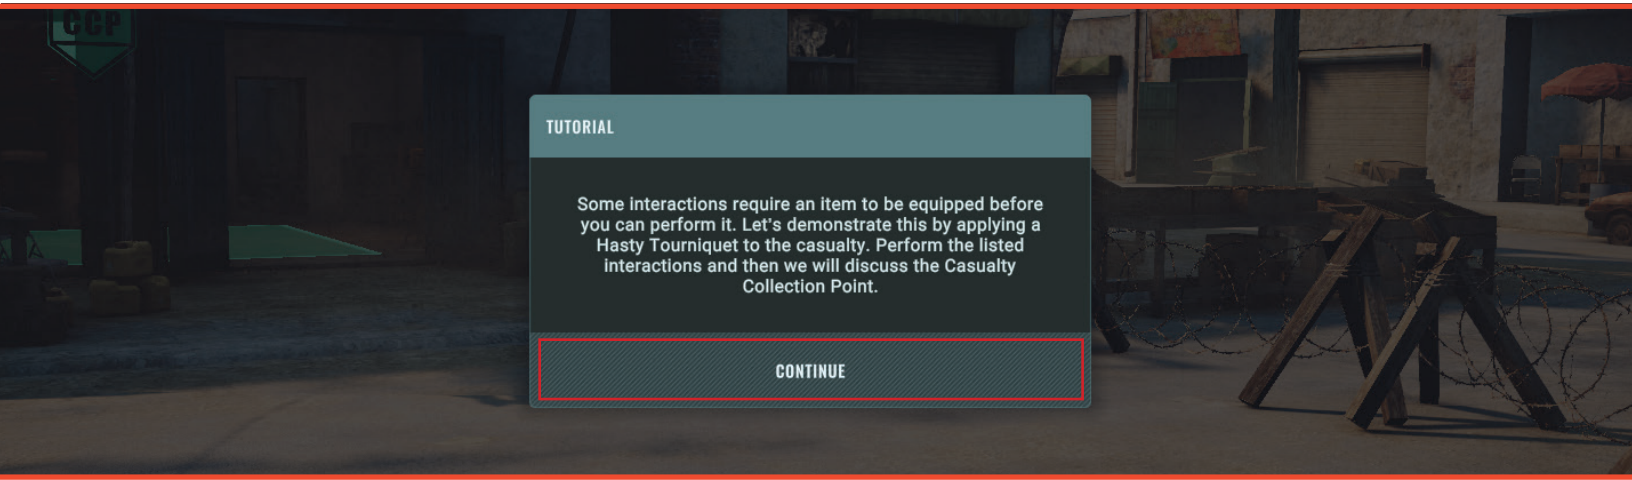 CCP
TUTORIAL
Some interactions require an item to be equipped before
you can perform it. Let's demonstrate this by applying a
Hasty Tourniquet to the casualty. Perform the listed
interactions and then we will discuss the Casualty
Collection Point.
CONTINUE